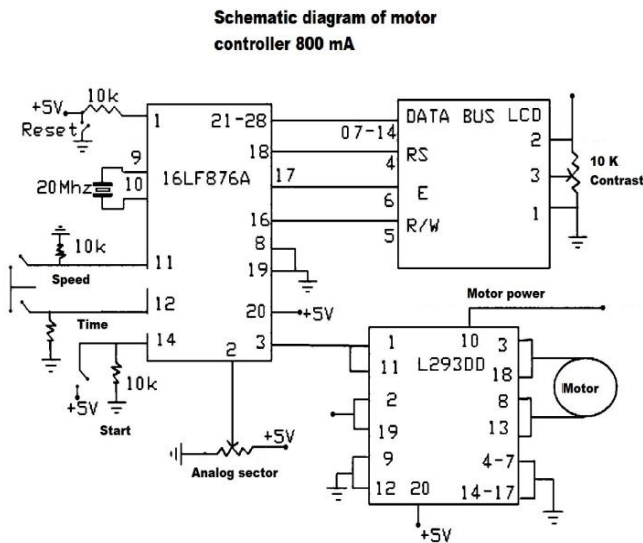 Schematic diagram of motor
controller 800 mA
+5V
10k
Reset
1
21-28
07-14
DATA BUS LCD
2
9
18
4
RS
10 K
20Mhz
10
16LF876A
17
E
3
Contrast
6
16
R/W
1
5
10k
8
11
Speed
19
Motor power
12
20
+5V
Time
14
3
1
10
3
2
11
L293DD
18
Motor
10k
+5V
2
8
Start
+5V
19
13
Analog sector
9
4-7
12
20
14-17
+5V